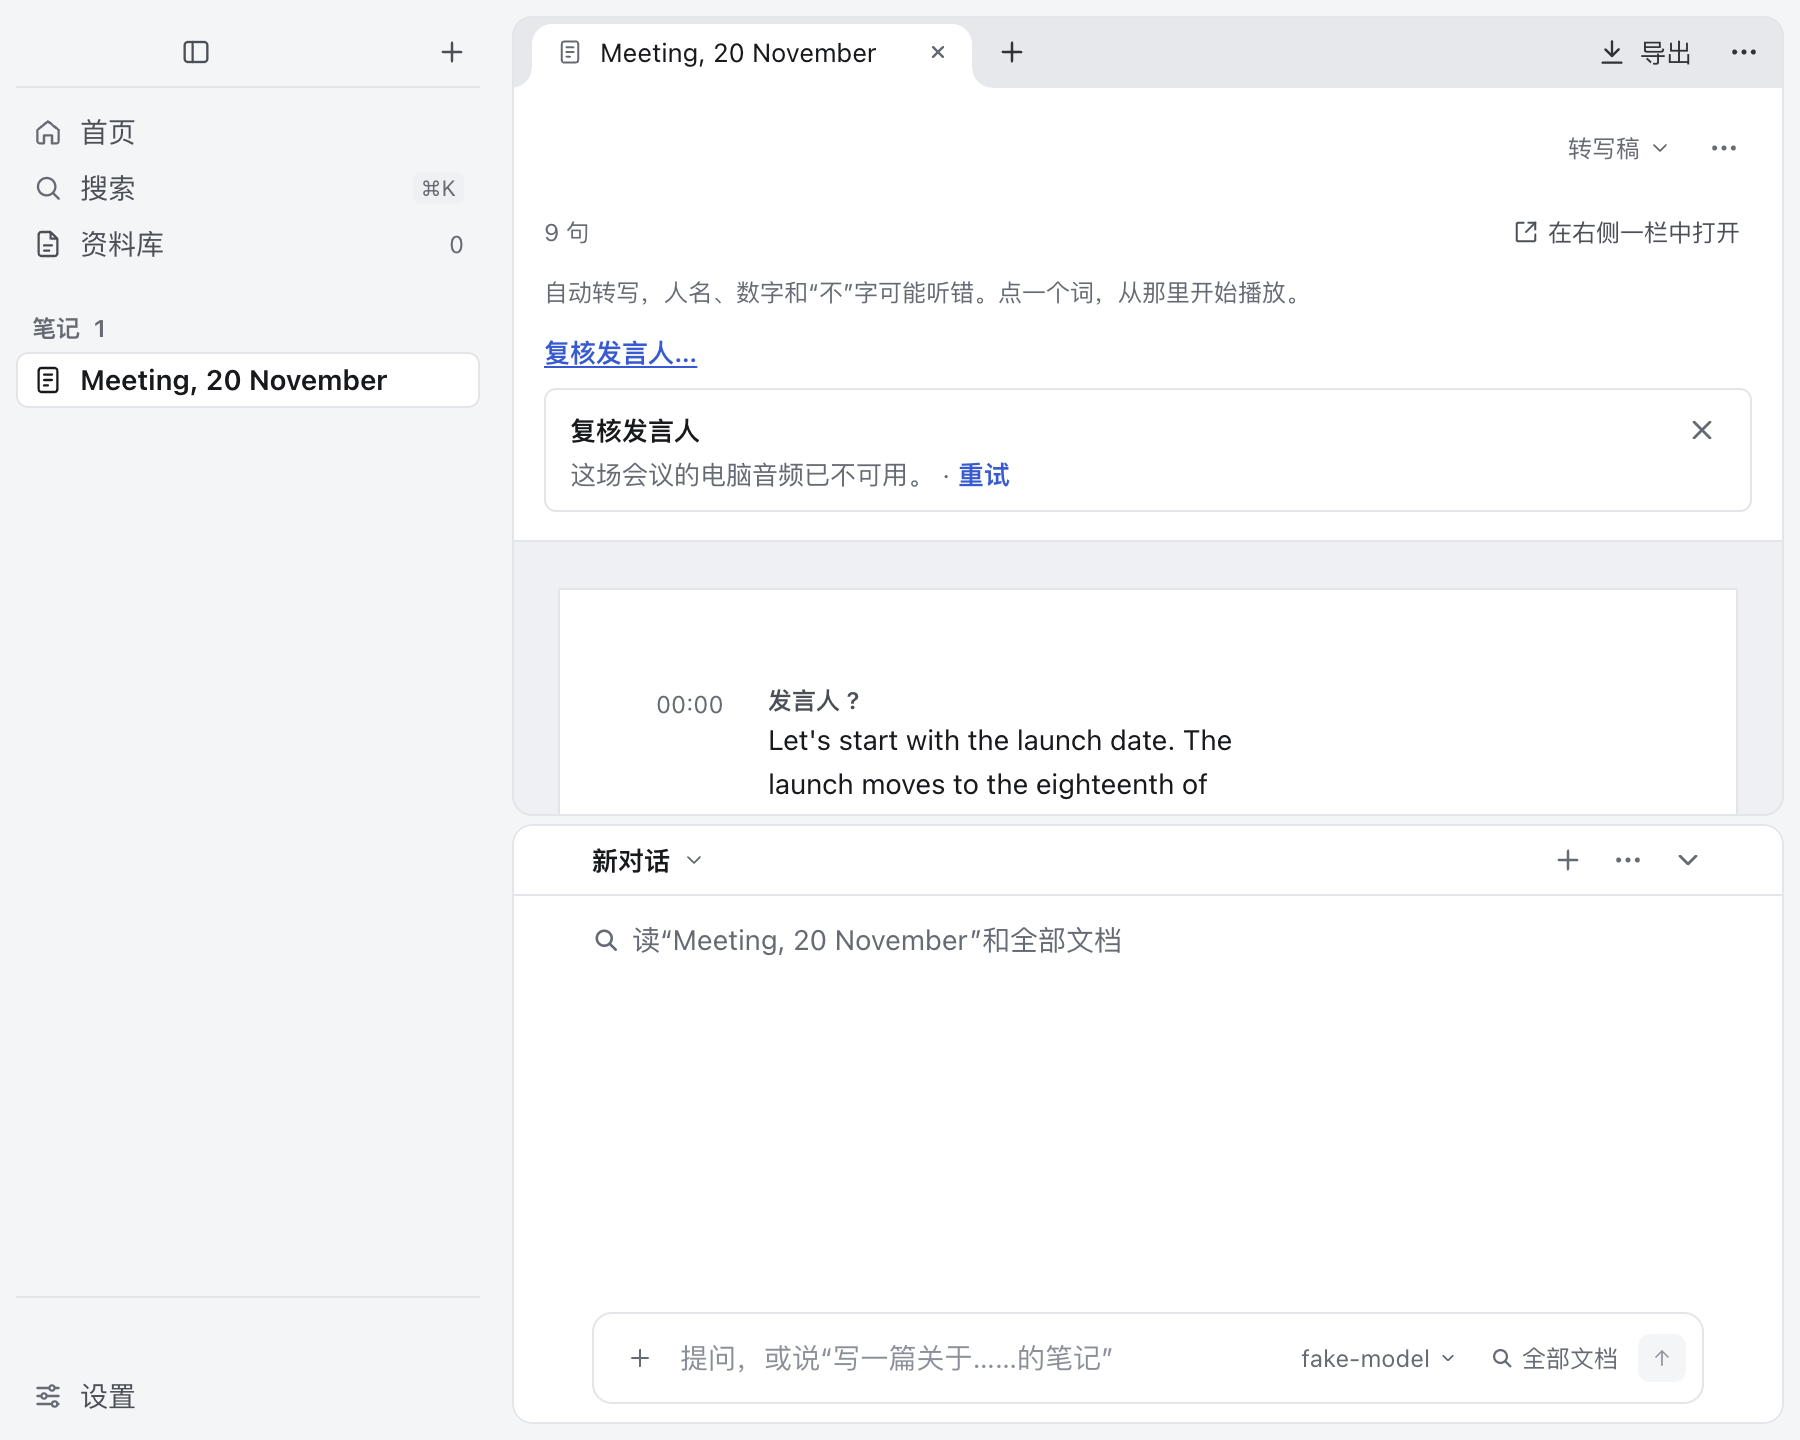 首页
搜索 ⌘K
资料库 0
笔记 1
Meeting, 20 November
设置
Meeting, 20 November
导出
转写稿
9 句
在右侧一栏中打开
自动转写，人名、数字和“不”字可能听错。点一个词，从那里开始播放。
复核发言人...
复核发言人
这场会议的电脑音频已不可用。 · 重试
00:00 发言人 ?
Let's start with the launch date. The
launch moves to the eighteenth of
新对话
读“Meeting, 20 November”和全部文档
提问，或说“写一篇关于……的笔记”
fake-model
全部文档